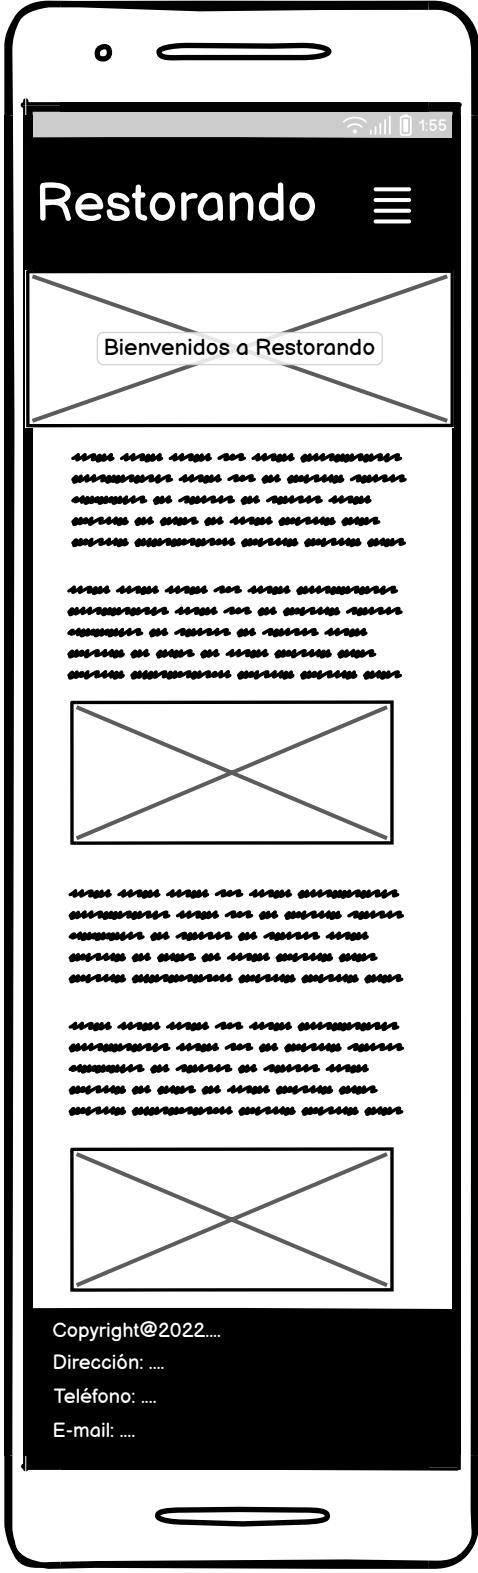 1:55
Restorando
Bienvenidos a Restorando
Copyright@2022....
Dirección: ....
Teléfono: ....
E-mail: ....